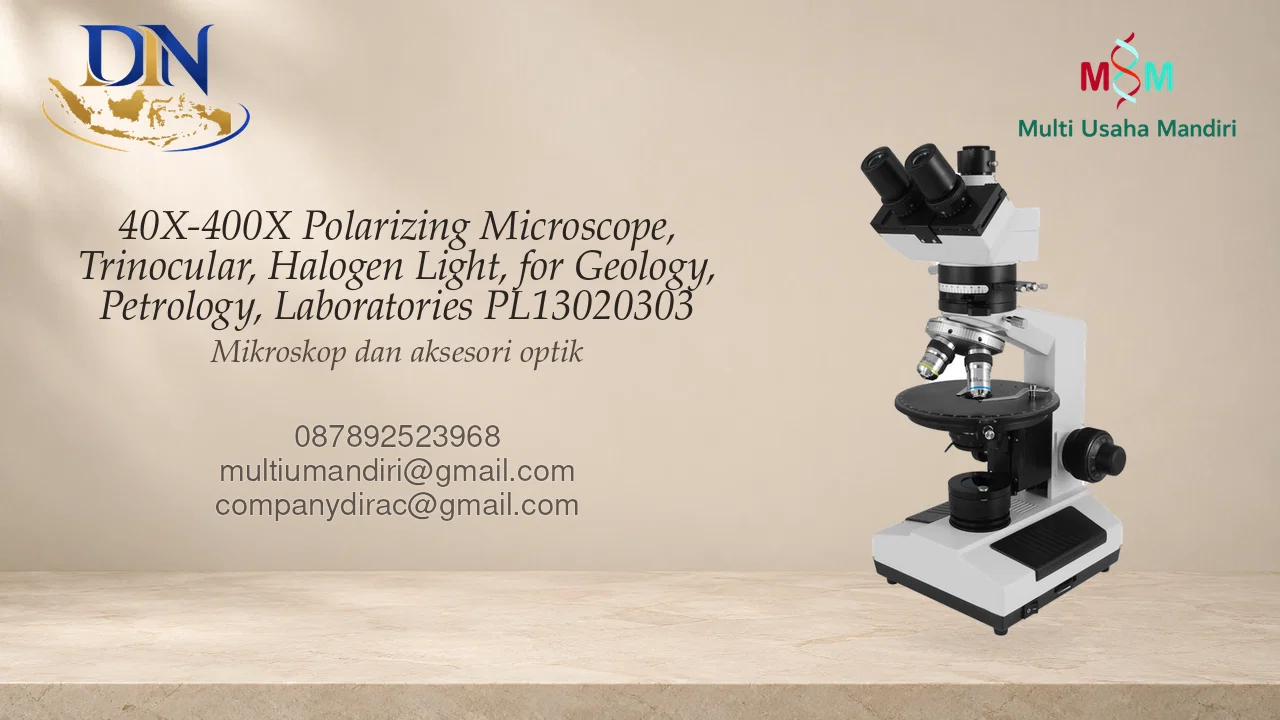 DN
M M
Multi Usaha Mandiri
40X-400X Polarizing Microscope,
Trinocular, Halogen Light, for Geology,
Petrology, Laboratories PL13020303
Mikroskop dan aksesori optik
087892523968
multiumandiri@gmail.com
companydirac@gmail.com